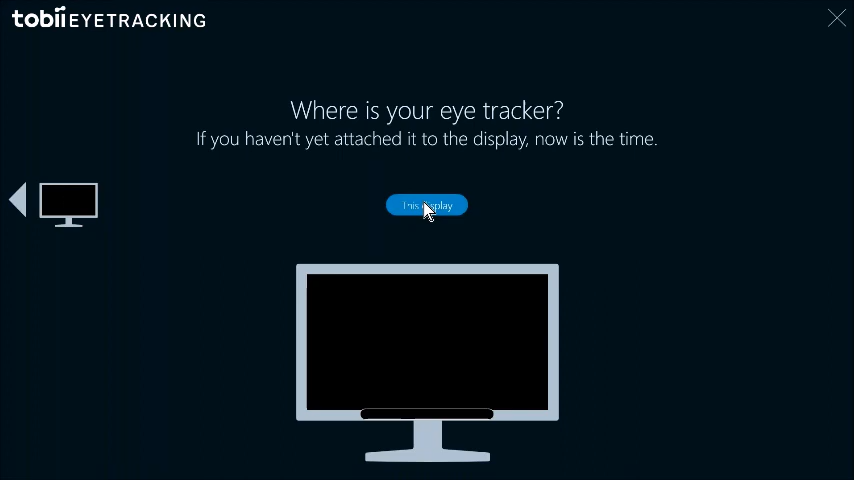 tobii EYETRACKING
Where is your eye tracker?
If you haven't yet attached it to the display, now is the time.
This display